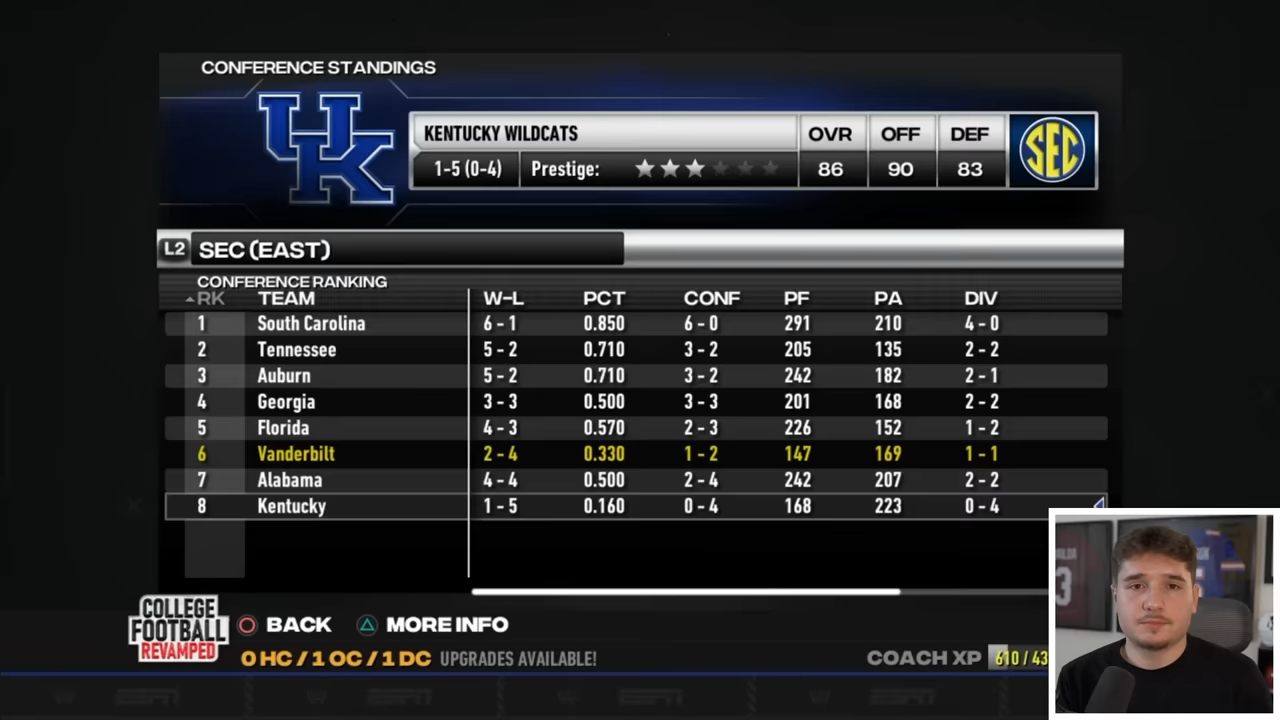 CONFERENCE STANDINGS
UK
KENTUCKY WILDCATS OVR OFF DEF SEC
1-5 (0-4) Prestige: 86 90 83
L2 SEC (EAST)
CONFERENCE RANKING
RK TEAM W-L PCT CONF PF PA DIV
1 South Carolina 6 - 1 0.850 6 - 0 291 210 4 - 0
2 Tennessee 5 - 2 0.710 3 - 2 205 135 2 - 2
3 Auburn 5 - 2 0.710 3 - 2 242 182 2 - 1
4 Georgia 3 - 3 0.500 3 - 3 201 168 2 - 2
5 Florida 4 - 3 0.570 2 - 3 226 152 1 - 2
6 Vanderbilt 2 - 4 0.330 1 - 2 147 169 1 - 1
7 Alabama 4 - 4 0.500 2 - 4 242 207 2 - 2
8 Kentucky 1 - 5 0.160 0 - 4 168 223 0 - 4
COLLEGE
FOOTBALL
REVAMPED
BACK MORE INFO
0 HC / 1 OC / 1 DC UPGRADES AVAILABLE!
COACH XP 610 / 43
ESPN ESPN ESPN ESPN
3